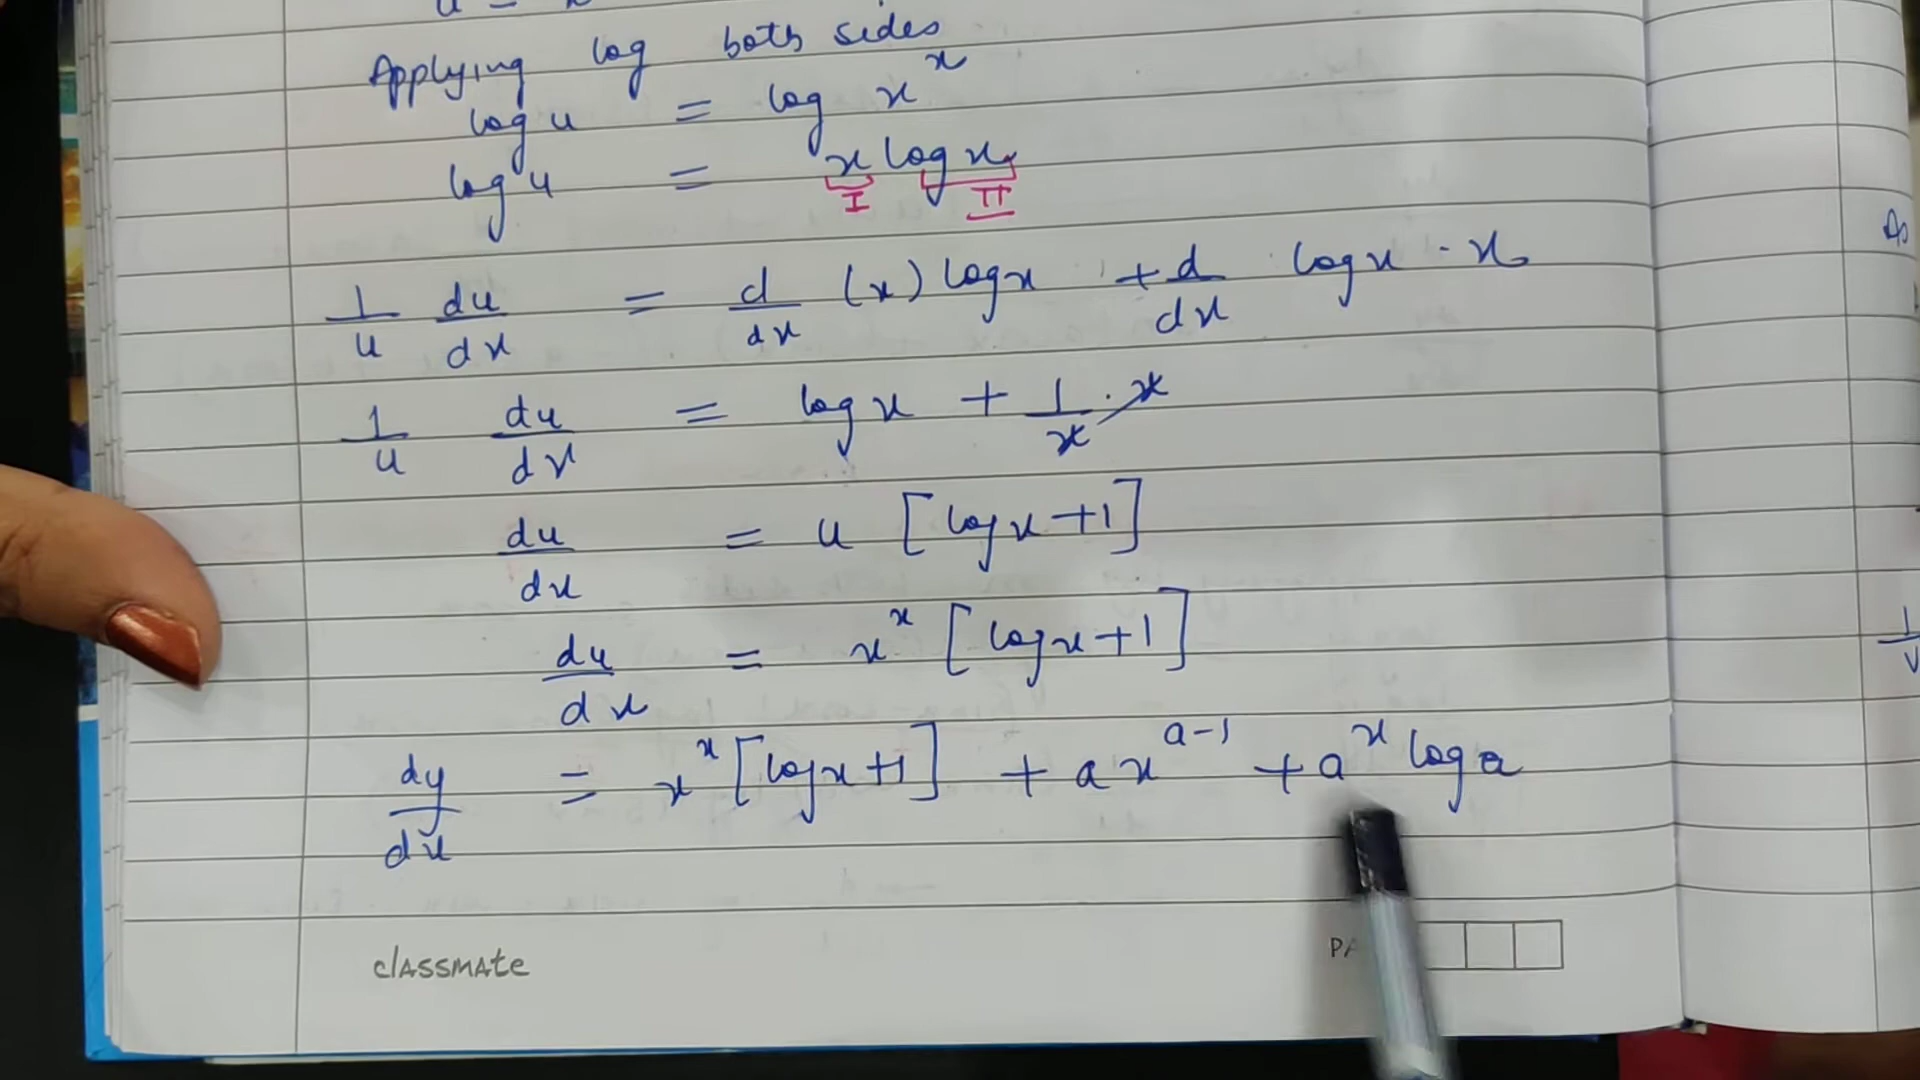 Applying log both sides
log u = log x^x
log u = x log x
I II
1/u du/dx = d/dx (x) log x + d/dx log x · x
1/u du/dx = log x + 1/x · x
du/dx = u [log x + 1]
du/dx = x^x [log x + 1]
dy/dx = x^x [log x + 1] + a x^(a-1) + a^x log a
classmate